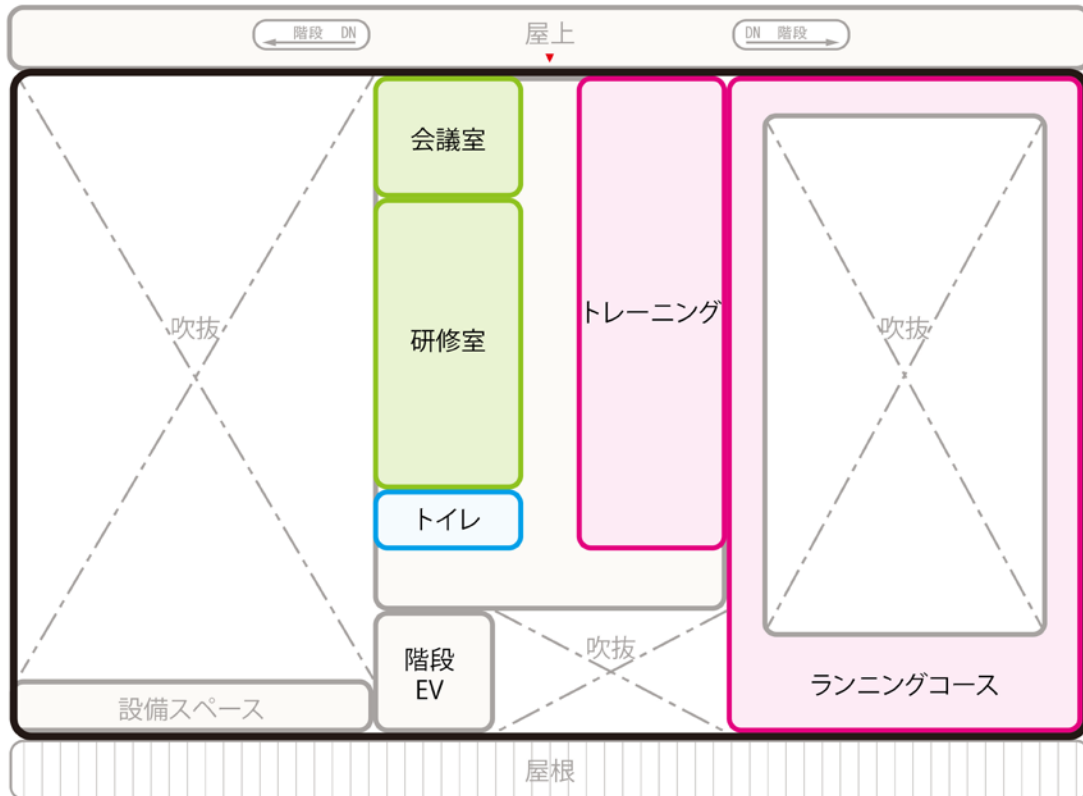 階段 DN
屋上
DN 階段
会議室
トレーニング
吹抜
吹抜
研修室
トイレ
吹抜
階段
EV
ランニングコース
設備スペース
屋根